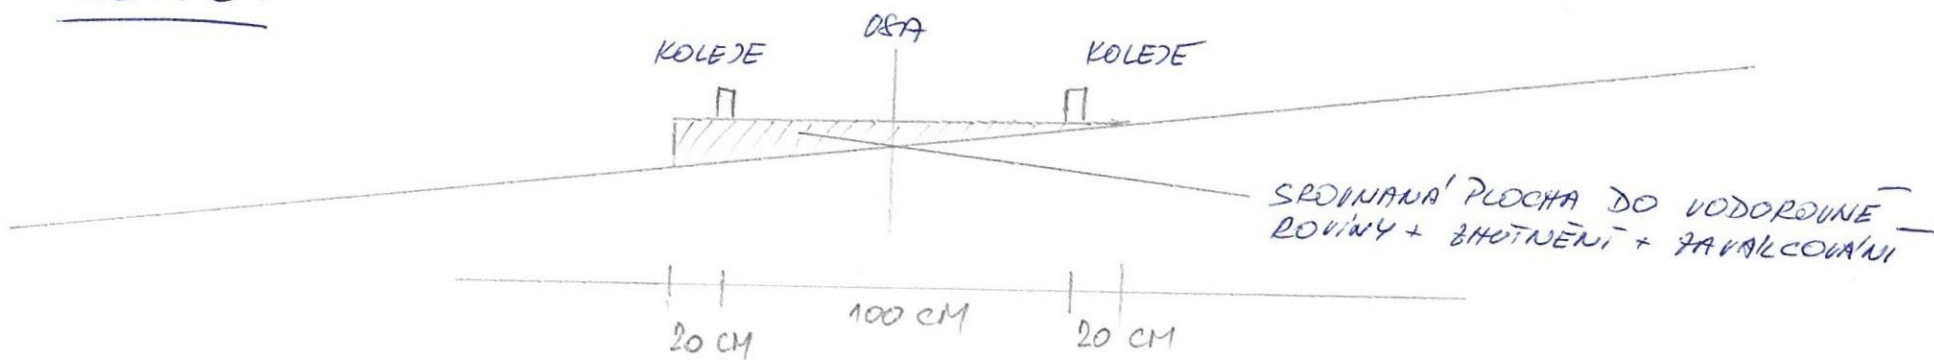 OSA
KOLEJE
KOLEJE
SROVNANÁ PLOCHA DO VODOROVNÉ
ROVINY + ZHUTNĚNÍ + ZAVÁLCOVÁNÍ
100 CM
20 CM
20 CM